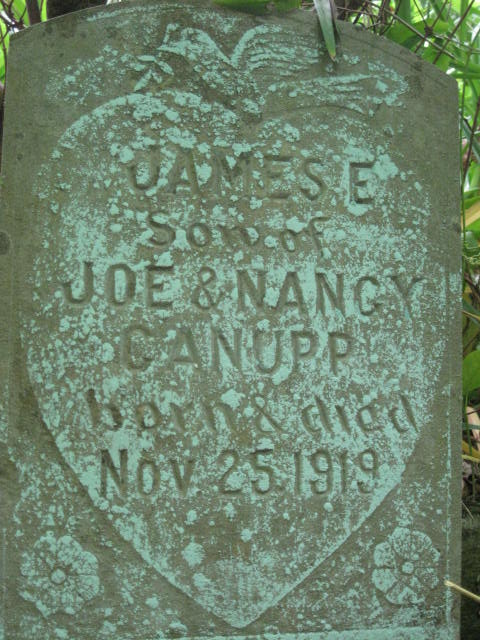 JAMES E
Son of
JOE & NANCY
CANUPP
born & died
Nov. 25, 1919